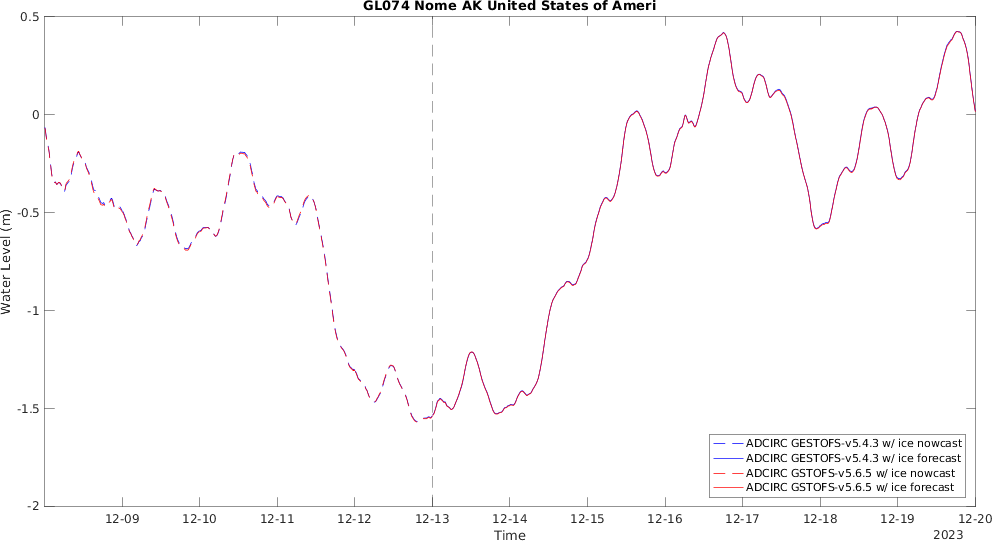 GL074 Nome AK United States of Ameri
0.5
0
-0.5
-1
-1.5
-2
Water Level (m)
12-09 12-10 12-11 12-12 12-13 12-14 12-15 12-16 12-17 12-18 12-19 12-20
Time
2023
ADCIRC GESTOFS-v5.4.3 w/ ice nowcast
ADCIRC GESTOFS-v5.4.3 w/ ice forecast
ADCIRC GSTOFS-v5.6.5 w/ ice nowcast
ADCIRC GSTOFS-v5.6.5 w/ ice forecast